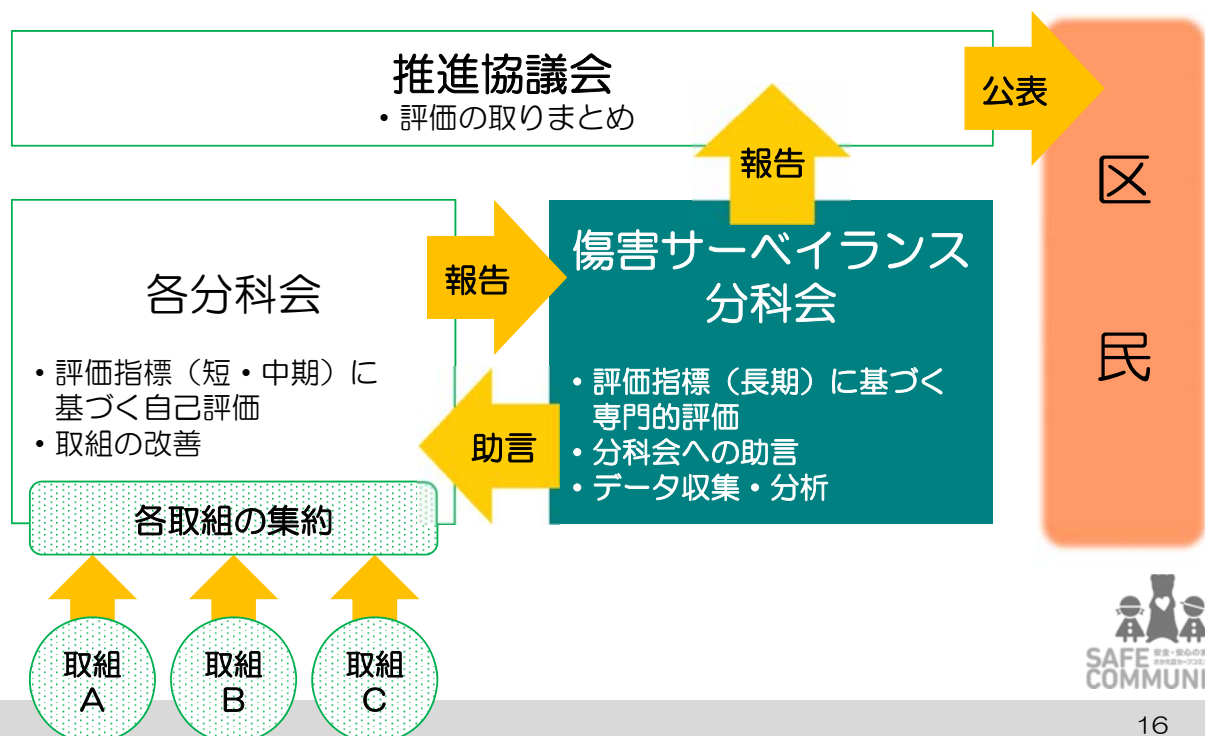 推進協議会
・評価の取りまとめ
公表
区
民
報告
各分科会
・評価指標（短・中期）に
基づく自己評価
・取組の改善
報告
助言
傷害サーベイランス
分科会
・評価指標（長期）に基づく
専門的評価
・分科会への助言
・データ収集・分析
各取組の集約
取組
A
取組
B
取組
C
SAFE
COMMUNI
16